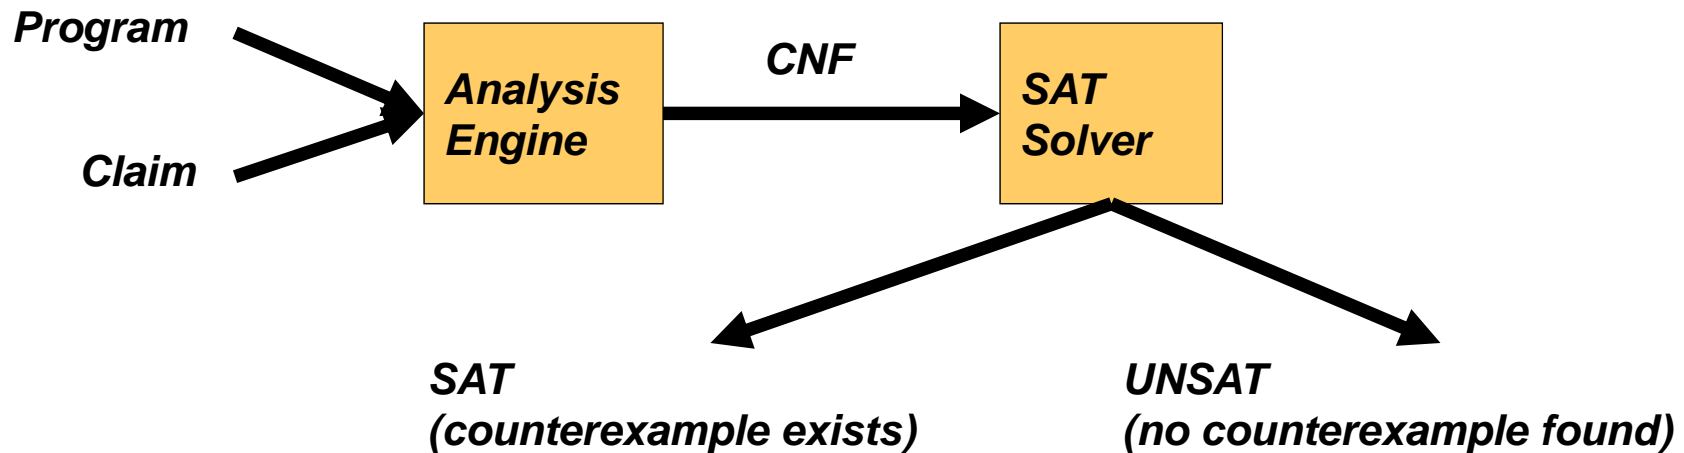 Program
Claim
Analysis
Engine
CNF
SAT
Solver
SAT
(counterexample exists)
UNSAT
(no counterexample found)